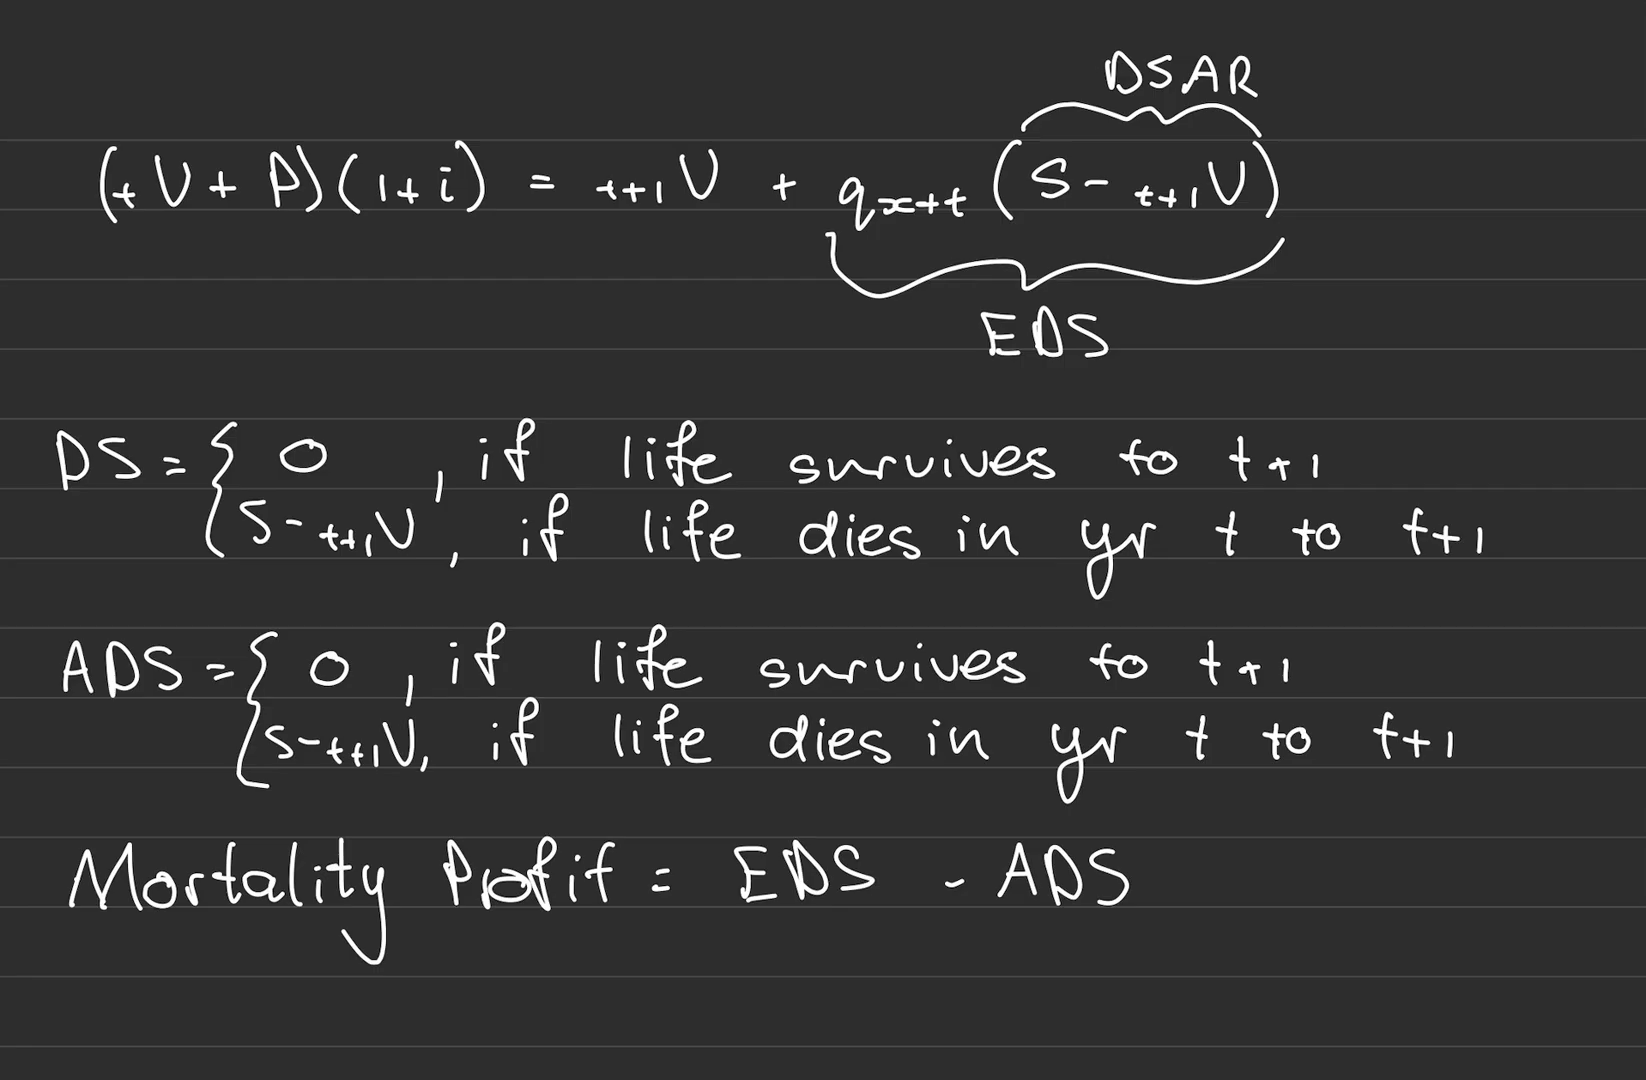 DSAR
(ₜV + P)(1+i) = ₜ₊₁V + qₓ₊ₜ (S - ₜ₊₁V)
EDS
DS = { 0 , if life survives to t+1
S - ₜ₊₁V , if life dies in yr t to t+1
ADS = { 0 , if life survives to t+1
S - ₜ₊₁V, if life dies in yr t to t+1
Mortality Profit = EDS - ADS